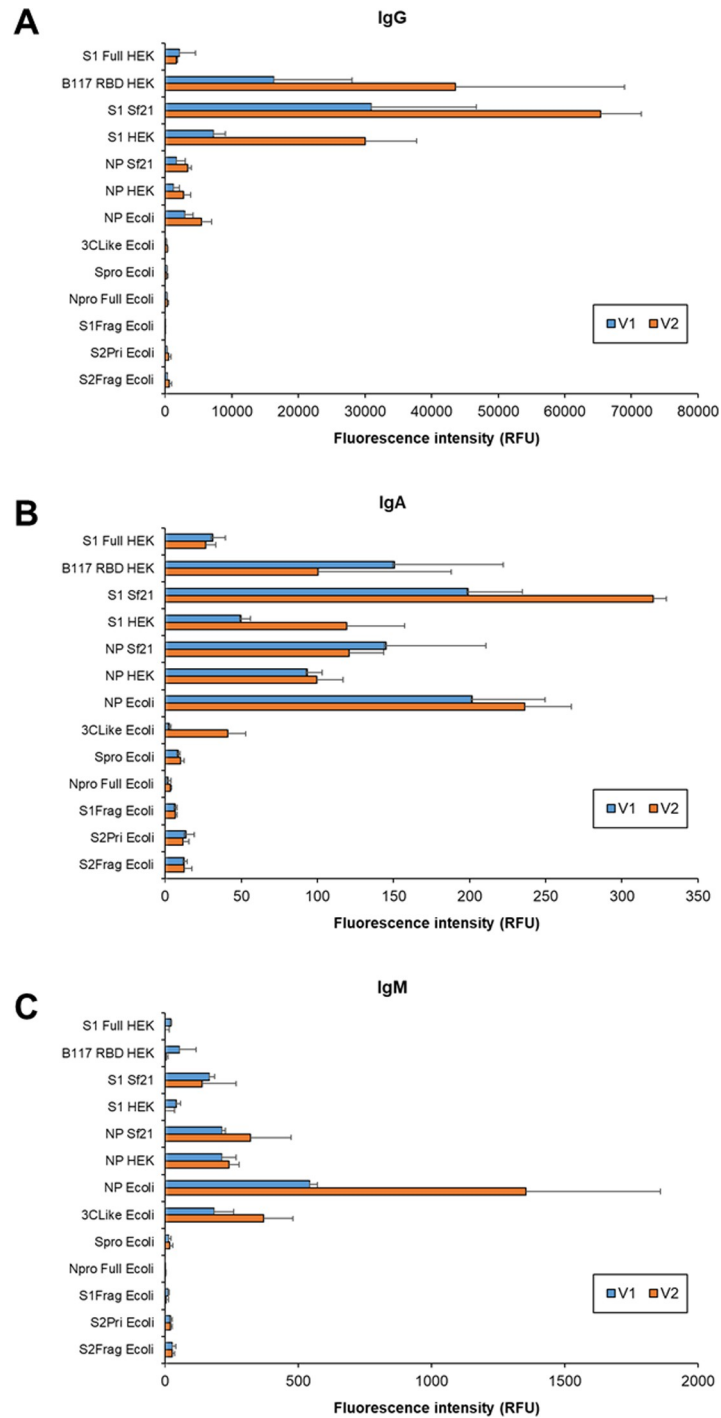 A
IgG
S1 Full HEK
B117 RBD HEK
S1 Sf21
S1 HEK
NP Sf21
NP HEK
NP Ecoli
3CLike Ecoli
Spro Ecoli
Npro Full Ecoli
S1Frag Ecoli
S2Pri Ecoli
S2Frag Ecoli
V1 V2
0 10000 20000 30000 40000 50000 60000 70000 80000
Fluorescence intensity (RFU)
B
IgA
S1 Full HEK
B117 RBD HEK
S1 Sf21
S1 HEK
NP Sf21
NP HEK
NP Ecoli
3CLike Ecoli
Spro Ecoli
Npro Full Ecoli
S1Frag Ecoli
S2Pri Ecoli
S2Frag Ecoli
V1 V2
0 50 100 150 200 250 300 350
Fluorescence intensity (RFU)
C
IgM
S1 Full HEK
B117 RBD HEK
S1 Sf21
S1 HEK
NP Sf21
NP HEK
NP Ecoli
3CLike Ecoli
Spro Ecoli
Npro Full Ecoli
S1Frag Ecoli
S2Pri Ecoli
S2Frag Ecoli
V1 V2
0 500 1000 1500 2000
Fluorescence intensity (RFU)